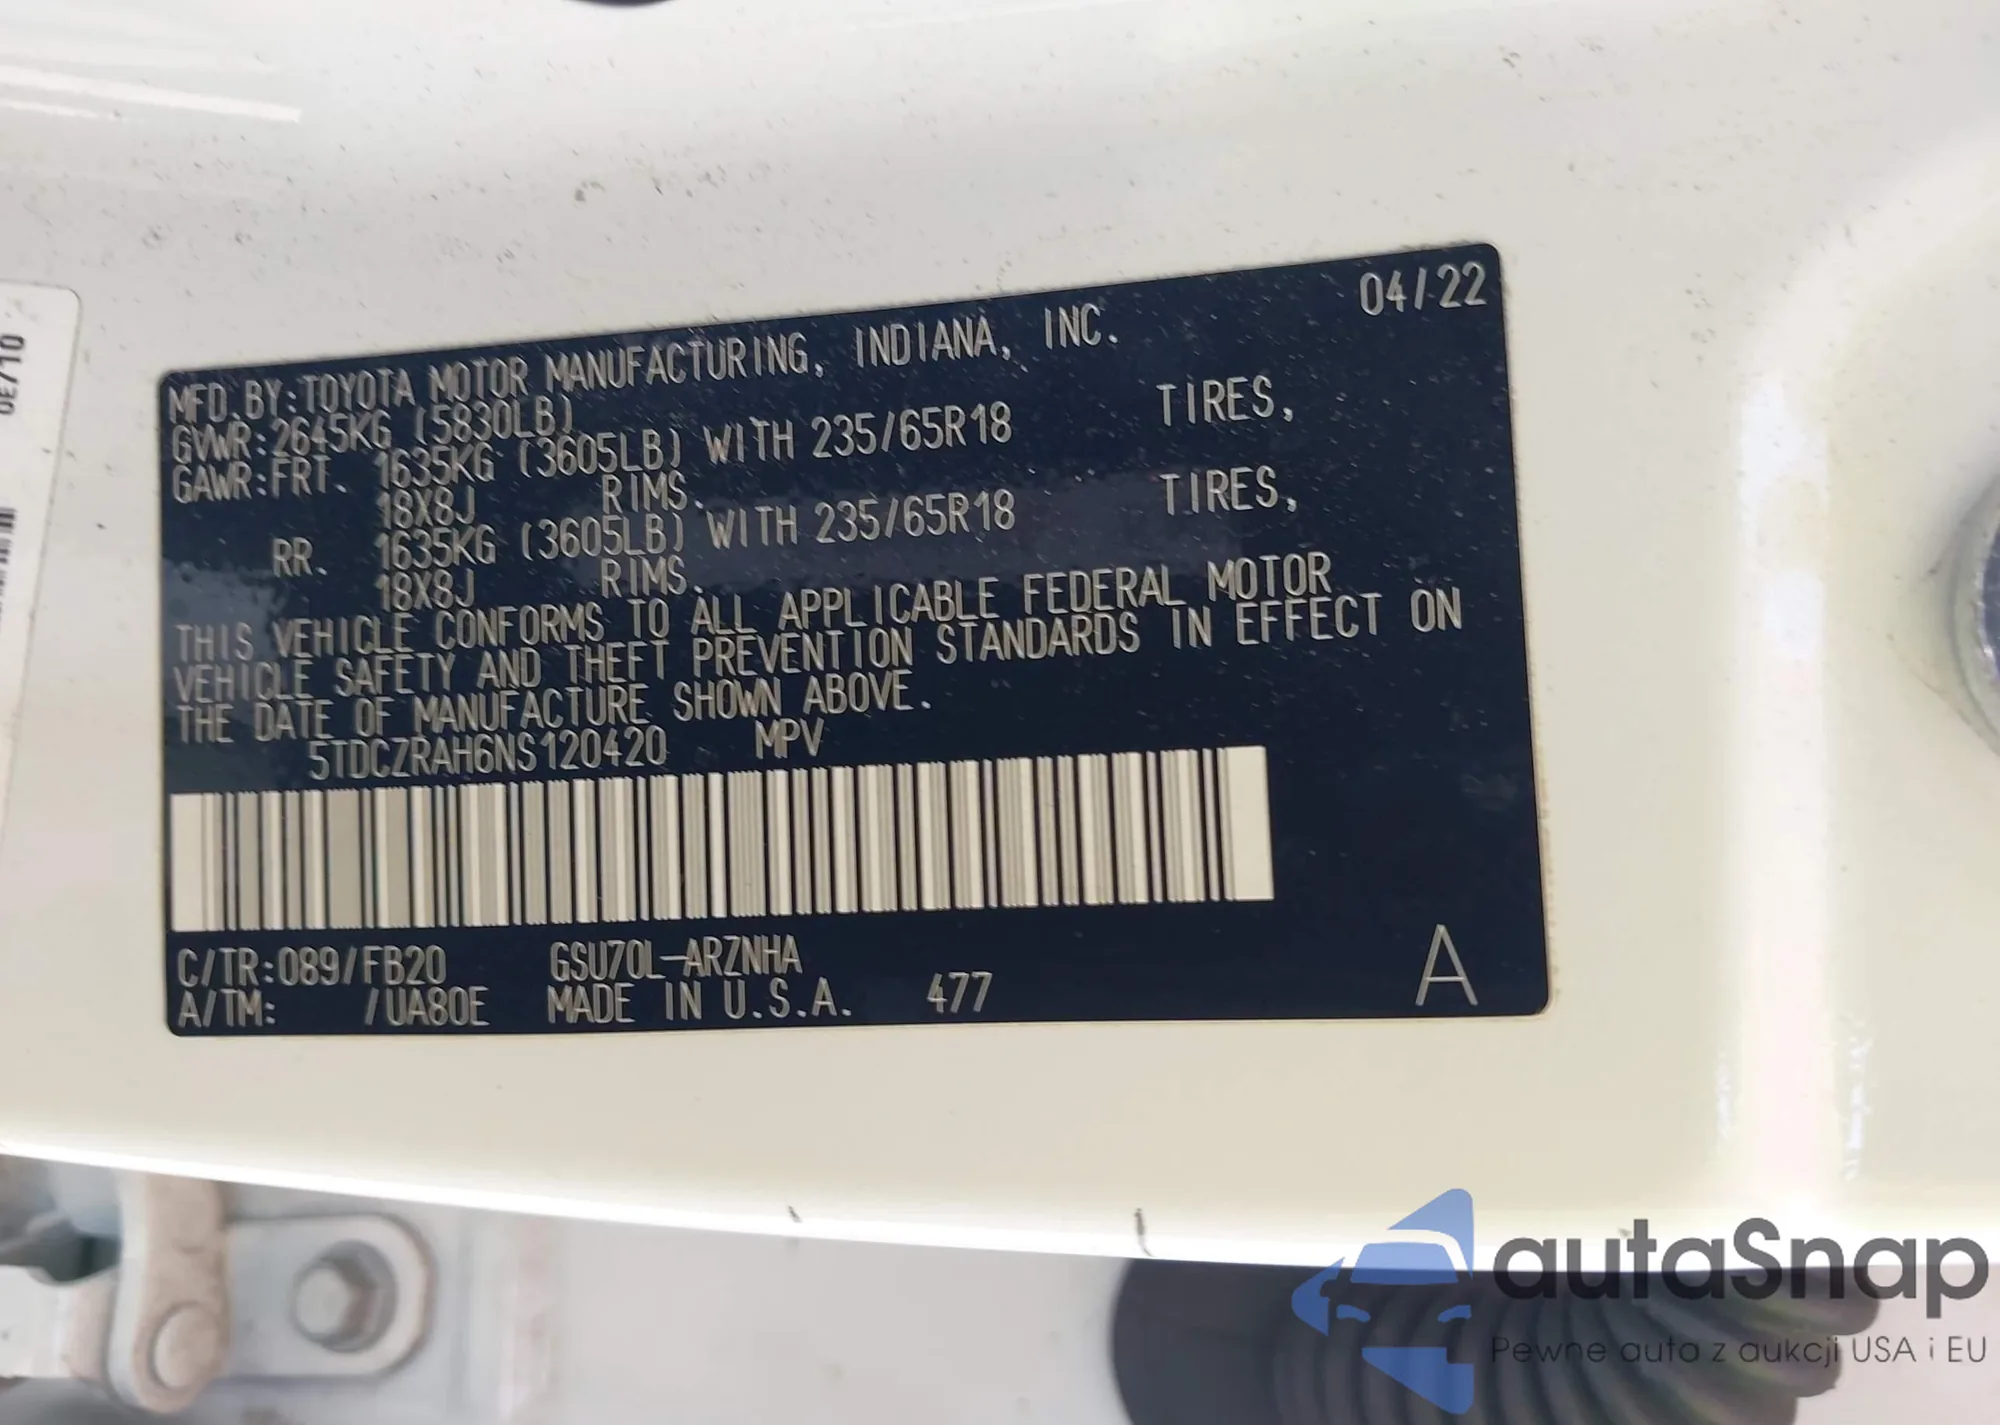 04/22
MFD.BY:TOYOTA MOTOR MANUFACTURING, INDIANA, INC.
GVWR:2645KG (5830LB)
GAWR:FRT. 1635KG (3605LB) WITH 235/65R18 TIRES,
18X8J RIMS.
RR. 1635KG (3605LB) WITH 235/65R18 TIRES,
18X8J RIMS.
THIS VEHICLE CONFORMS TO ALL APPLICABLE FEDERAL MOTOR
VEHICLE SAFETY AND THEFT PREVENTION STANDARDS IN EFFECT ON
THE DATE OF MANUFACTURE SHOWN ABOVE.
5TDCZRAH6NS120420 MPV
C/TR:089/FB20 GSU70L-ARZNHA
A/TM: /UA80E MADE IN U.S.A. 477 A
0E/10
autaSnap
Pewne auto z aukcji USA i EU